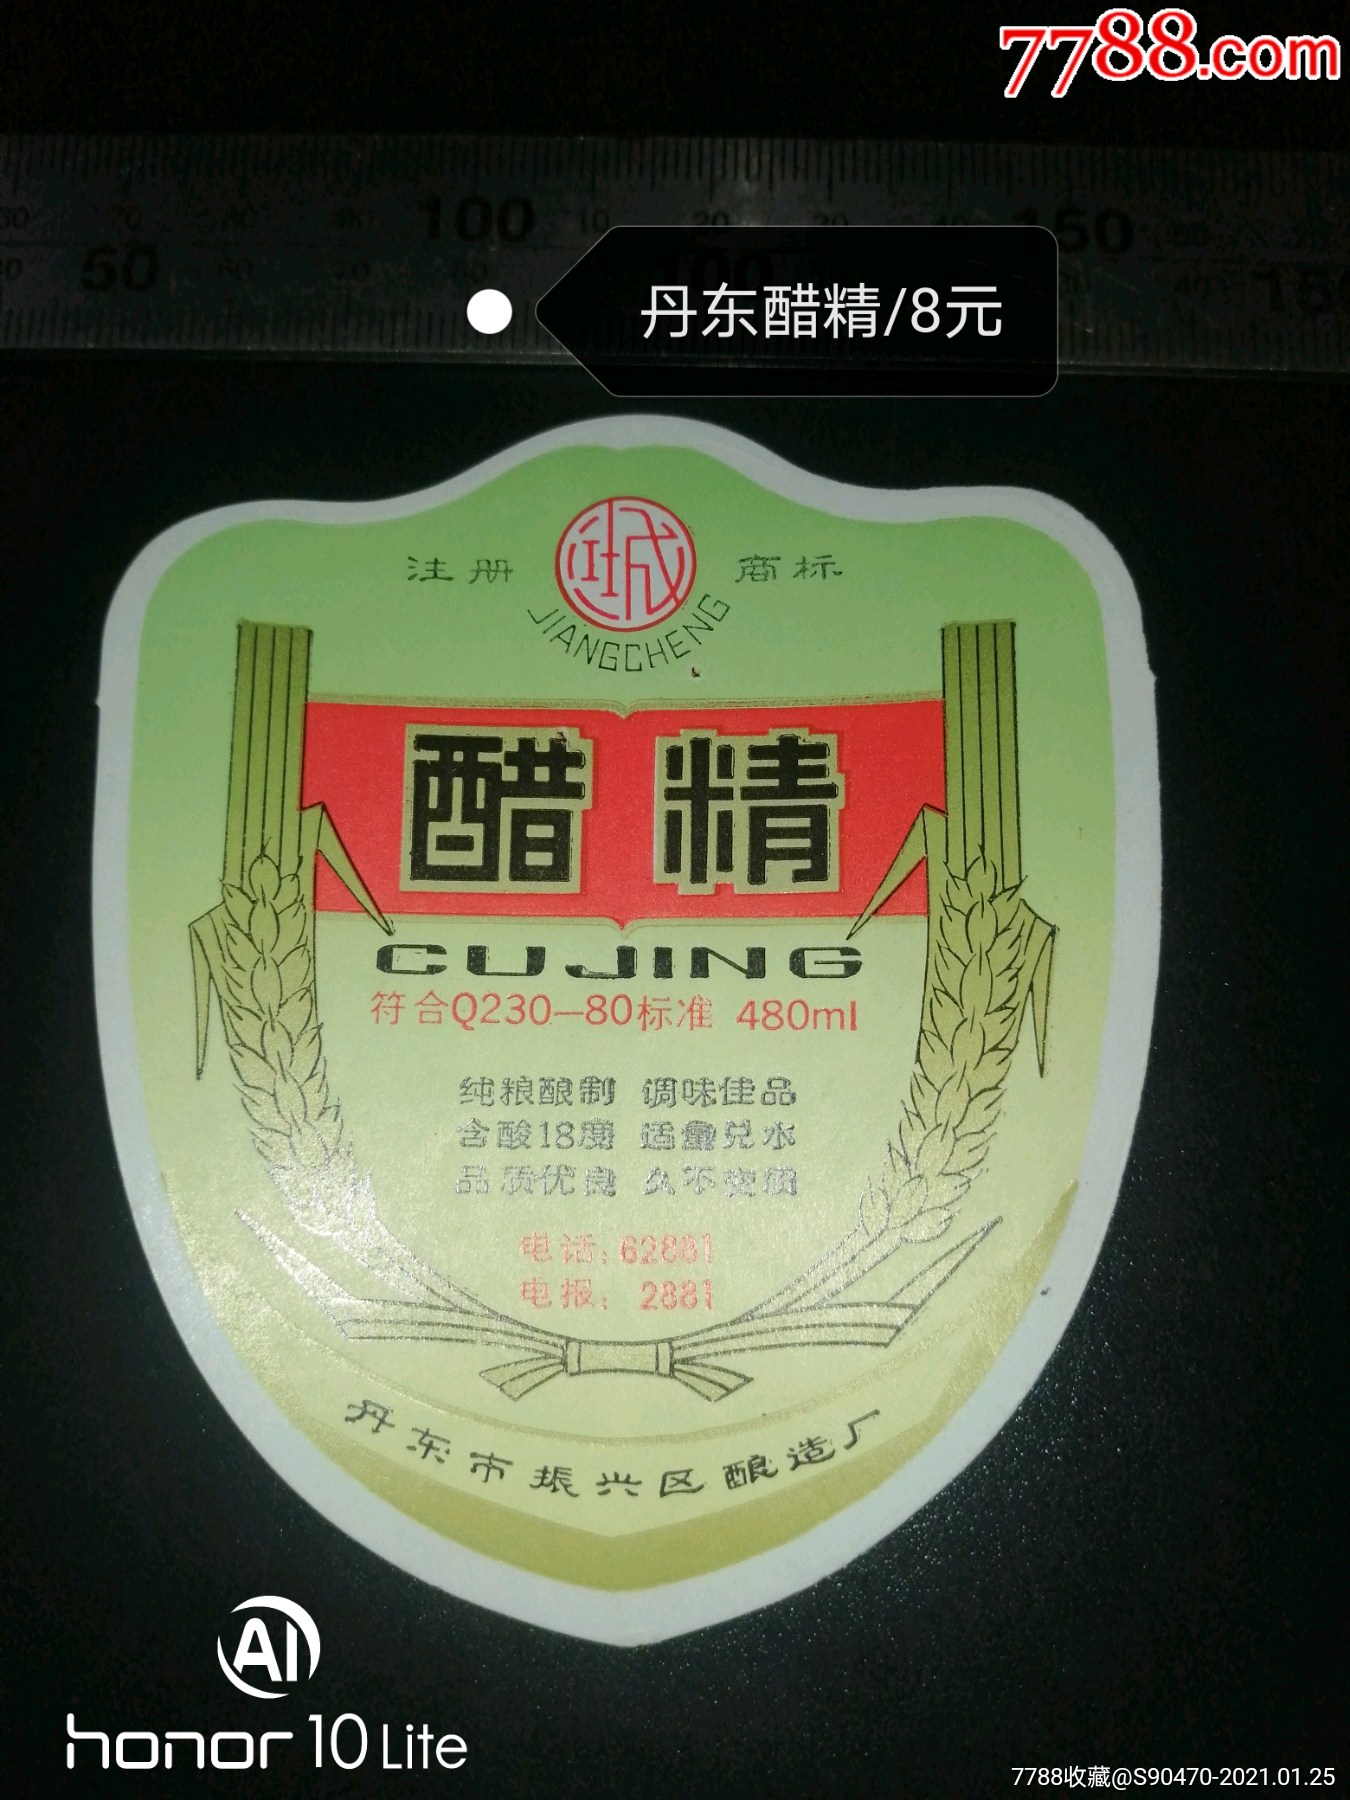 7788.com
50 100 150
50 100 150
丹东醋精/8元
注册 商标
JIANGCHENG
醋精
CUJING
符合Q230—80标准 480ml
纯粮酿制 调味佳品
含酸18度 适量兑水
品质优良 久不变质
电话：62881
电报：2881
丹东市振兴区酿造厂
AI
honor 10 Lite
7788收藏@S90470-2021.01.25